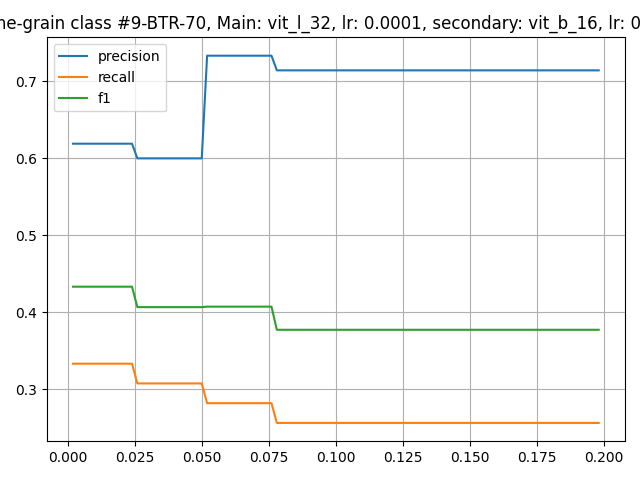 ne-grain class #9-BTR-70, Main: vit_l_32, lr: 0.0001, secondary: vit_b_16, lr: 0
precision
recall
f1
0.7
0.6
0.5
0.4
0.3
0.000 0.025 0.050 0.075 0.100 0.125 0.150 0.175 0.200